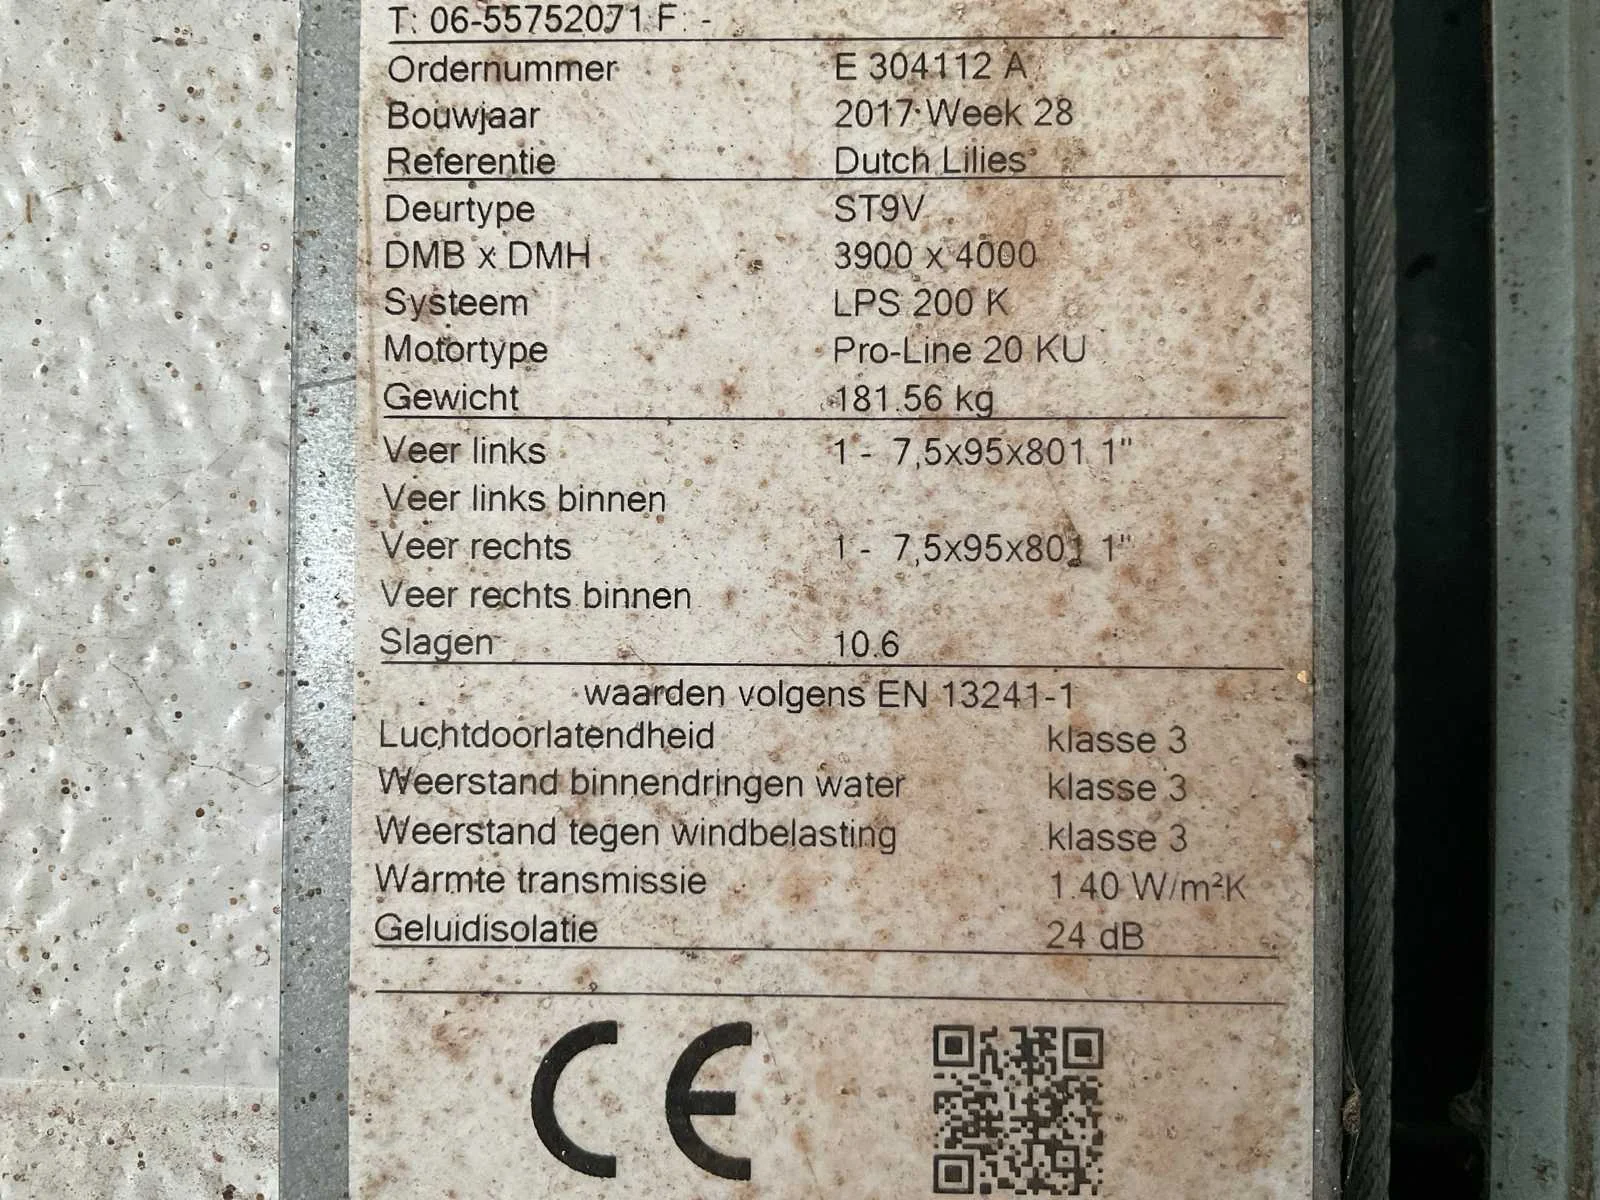 T: 06-55752071 F: -
Ordernummer E 304112 A
Bouwjaar 2017 Week 28
Referentie Dutch Lilies
Deurtype ST9V
DMB x DMH 3900 x 4000
Systeem LPS 200 K
Motortype Pro-Line 20 KU
Gewicht 181.56 kg
Veer links 1 - 7,5x95x801 1"
Veer links binnen
Veer rechts 1 - 7,5x95x801 1"
Veer rechts binnen
Slagen 10.6
waarden volgens EN 13241-1
Luchtdoorlatendheid klasse 3
Weerstand binnendringen water klasse 3
Weerstand tegen windbelasting klasse 3
Warmte transmissie 1.40 W/m²K
Geluidisolatie 24 dB
CE